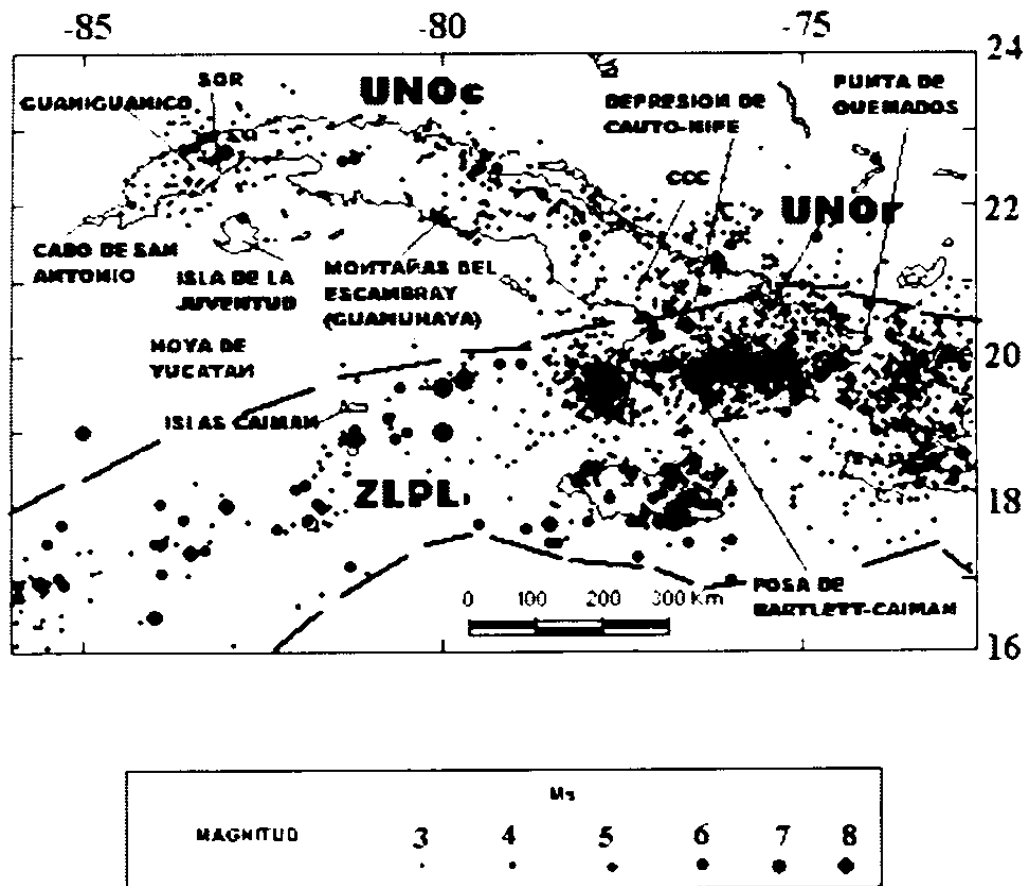 -85 -80 -75
24
SGR
GUANIGUANICO
UNOc
DEPRESION DE
CAUTO-NIPE
PUNTA DE
QUEMADOS
CCC
UNOr
22
CABO DE SAN
ANTONIO
ISLA DE LA
JUVENTUD
MONTAÑAS DEL
ESCAMBRAY
(GUAMUHAYA)
HOYA DE
YUCATAN
20
ISLAS CAIMAN
ZLPL
18
FOSA DE
BARTLETT-CAIMAN
0 100 200 300 Km
16
Ms
MAGNITUD 3 4 5 6 7 8